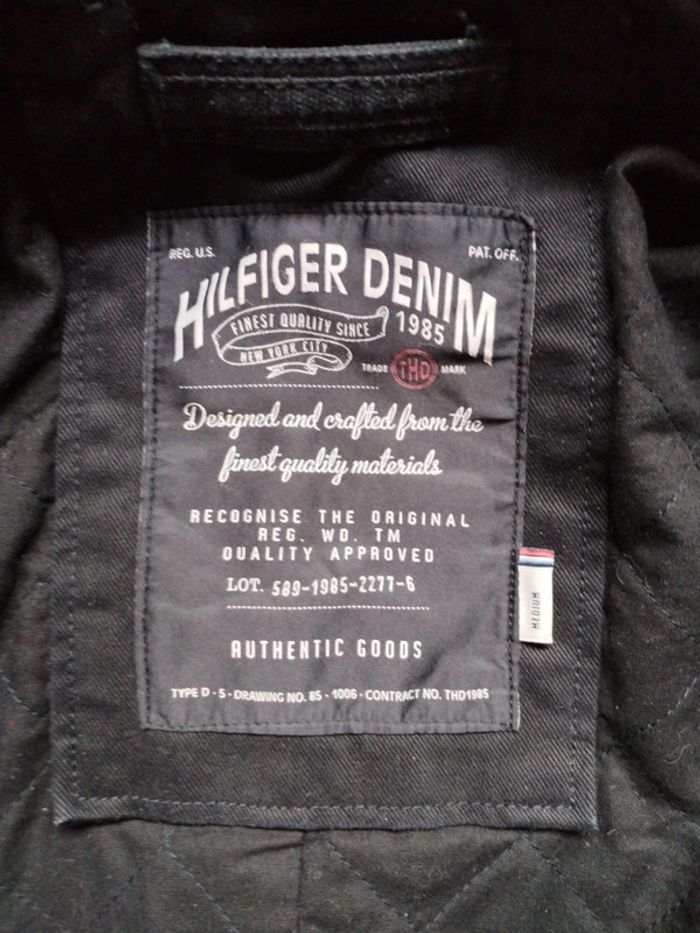 REG. U.S. PAT. OFF.
HILFIGER DENIM
FINEST QUALITY SINCE 1985
NEW YORK CITY
TRADE THD MARK
Designed and crafted from the
finest quality materials
RECOGNISE THE ORIGINAL
REG. WD. TM
QUALITY APPROVED
LOT. 589-1985-2277-6
MEDIUM
AUTHENTIC GOODS
TYPE D - 5 - DRAWING NO. 85 - 1006 - CONTRACT NO. THD1985